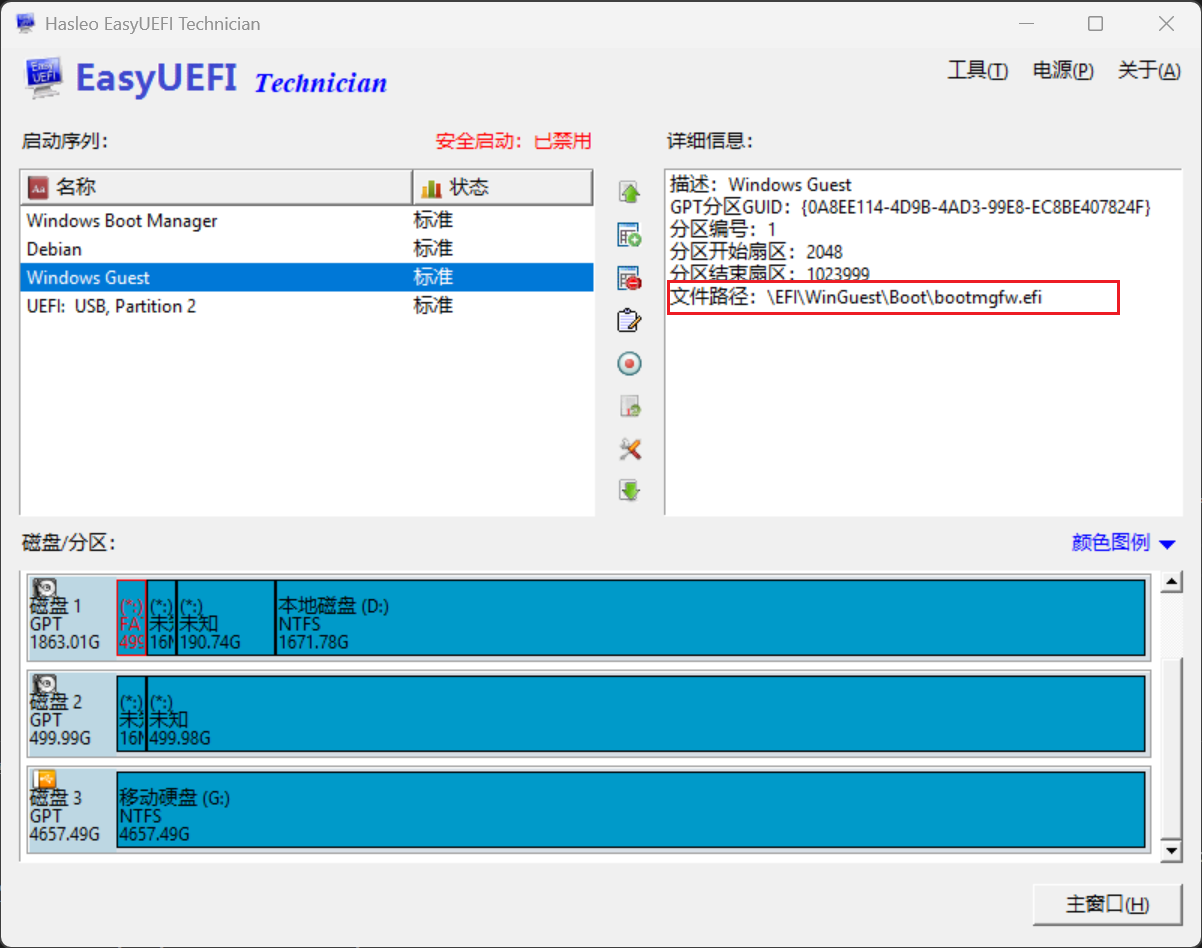 Hasleo EasyUEFI Technician
EasyUEFI Technician
工具(T) 电源(P) 关于(A)
启动序列: 安全启动: 已禁用 详细信息:
名称 状态
Windows Boot Manager 标准
Debian 标准
Windows Guest 标准
UEFI: USB, Partition 2 标准
描述: Windows Guest
GPT分区GUID: {0A8EE114-4D9B-4AD3-99E8-EC8BE407824F}
分区编号: 1
分区开始扇区: 2048
分区结束扇区: 1023999
文件路径: \EFI\WinGuest\Boot\bootmgfw.efi
磁盘/分区: 颜色图例
磁盘 1
GPT
1863.01G
(*:)
FA
499
(*:)
未
16M
(*:)
未知
190.74G
本地磁盘 (D:)
NTFS
1671.78G
磁盘 2
GPT
499.99G
(*:)
未
16M
(*:)
未知
499.98G
磁盘 3
GPT
4657.49G
移动硬盘 (G:)
NTFS
4657.49G
主窗口(H)